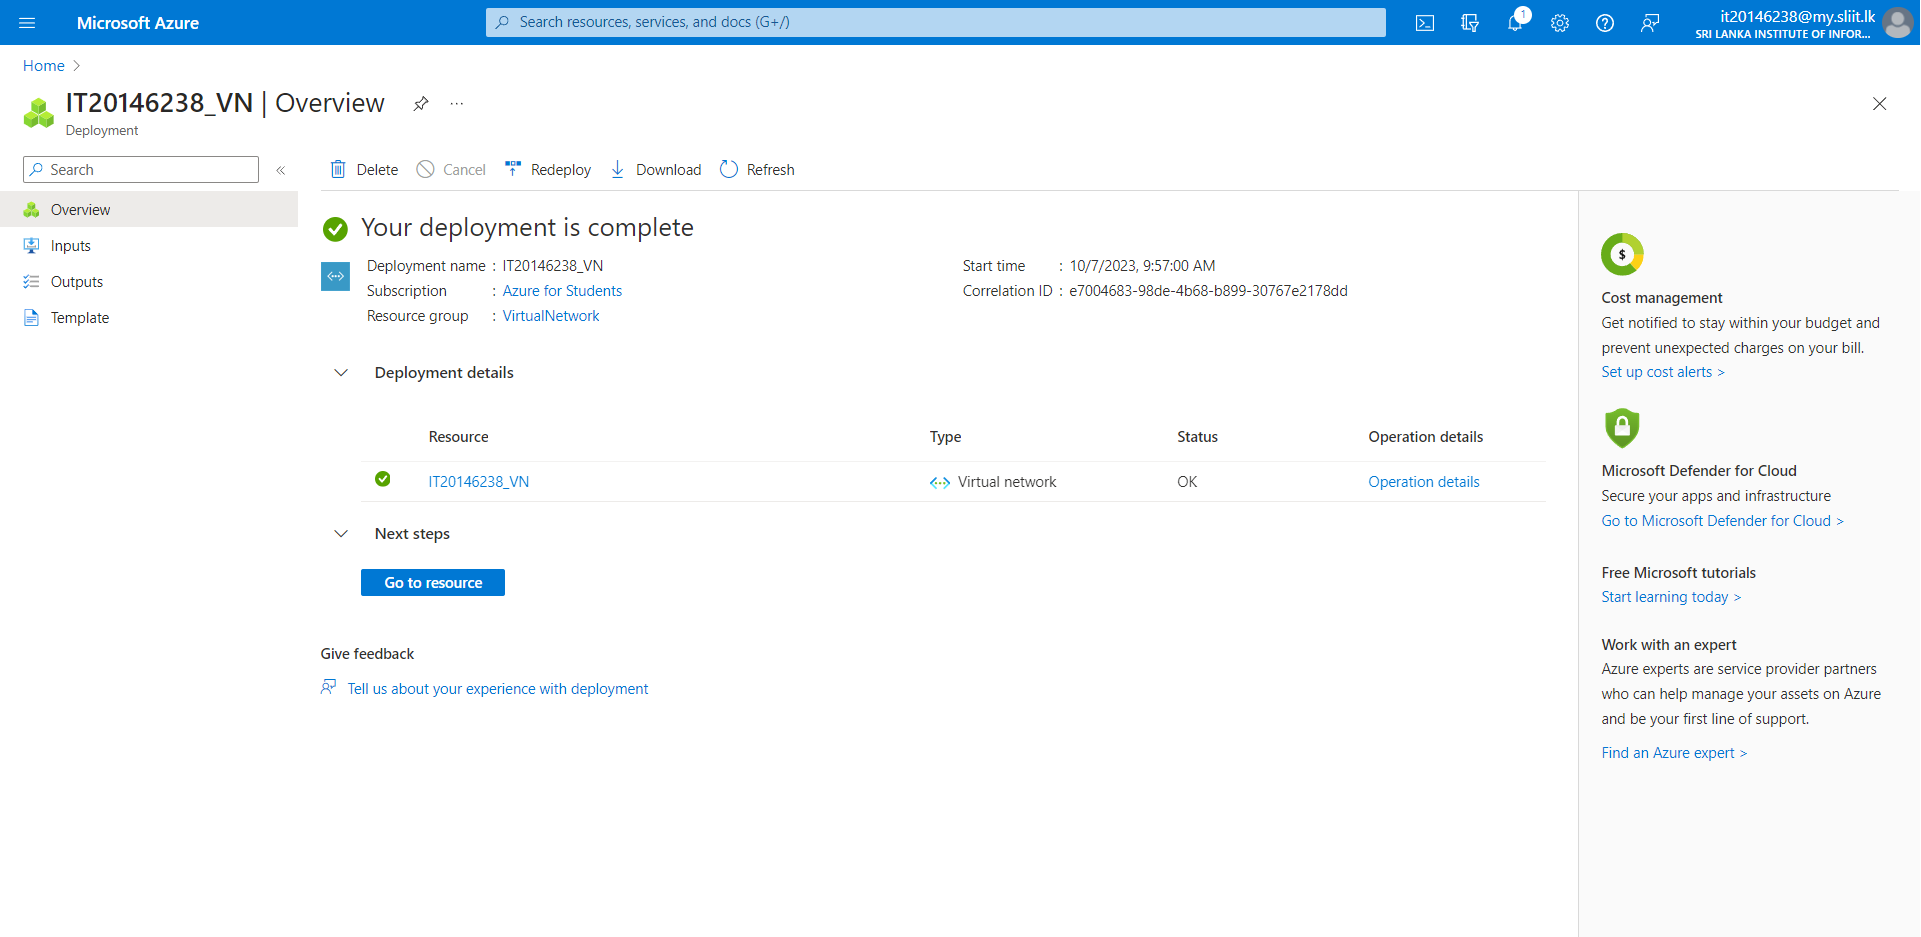 Microsoft Azure
Search resources, services, and docs (G+/)
1
it20146238@my.sliit.lk
SRI LANKA INSTITUTE OF INFOR...
Home
IT20146238_VN | Overview
Deployment
Search
Overview
Inputs
Outputs
Template
Delete
Cancel
Redeploy
Download
Refresh
Your deployment is complete
Deployment name : IT20146238_VN
Subscription : Azure for Students
Resource group : VirtualNetwork
Start time : 10/7/2023, 9:57:00 AM
Correlation ID : e7004683-98de-4b68-b899-30767e2178dd
Deployment details
Resource Type Status Operation details
IT20146238_VN Virtual network OK Operation details
Next steps
Go to resource
Give feedback
Tell us about your experience with deployment
$
Cost management
Get notified to stay within your budget and
prevent unexpected charges on your bill.
Set up cost alerts >
Microsoft Defender for Cloud
Secure your apps and infrastructure
Go to Microsoft Defender for Cloud >
Free Microsoft tutorials
Start learning today >
Work with an expert
Azure experts are service provider partners
who can help manage your assets on Azure
and be your first line of support.
Find an Azure expert >